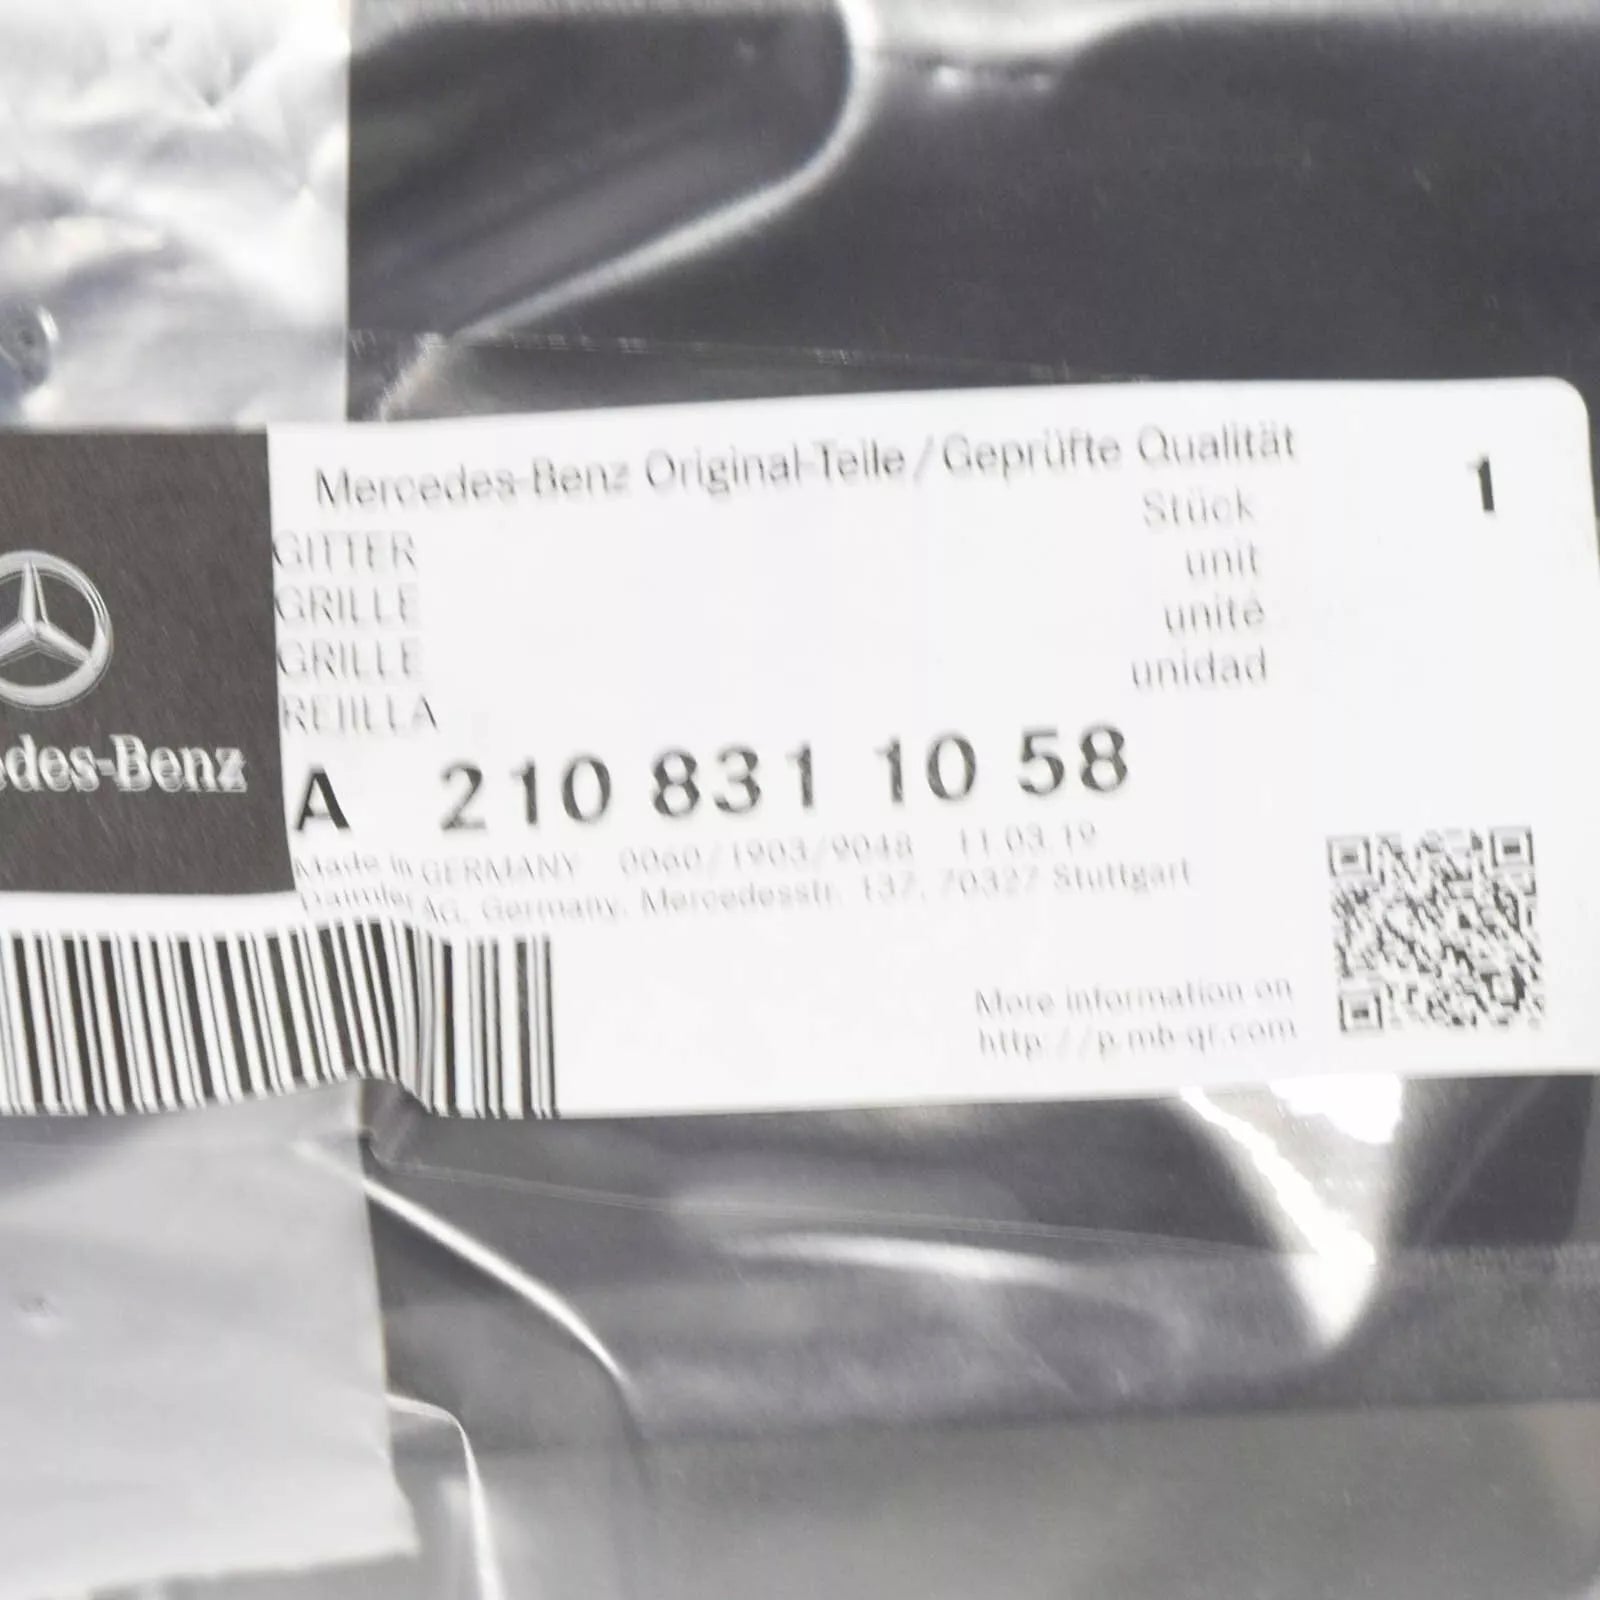 Mercedes-Benz Original-Teile / Geprüfte Qualität
Stück 1
GITTER
unit
GRILLE
unité
GRILLE
unidad
REJILLA
edes-Benz
A 210 831 10 58
Made in GERMANY 0060/1903/9048 11.03.19
Daimler AG, Germany, Mercedesstr. 137, 70327 Stuttgart
More information on
http://p.mb-qr.com